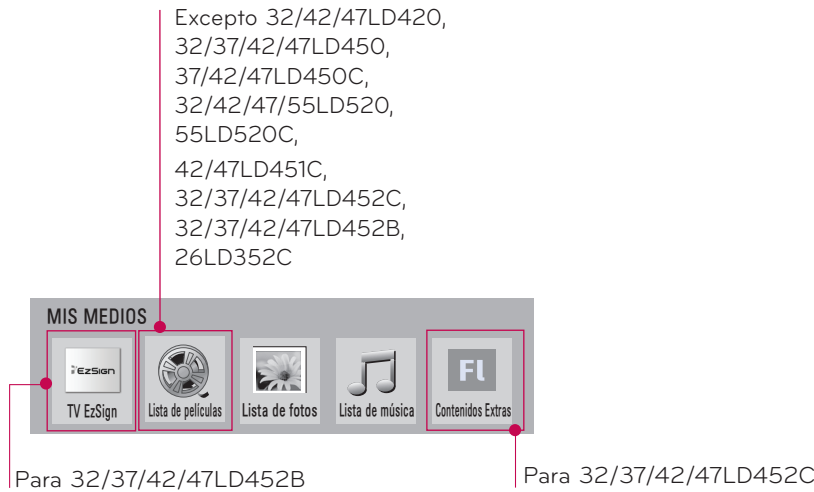 Excepto 32/42/47LD420,
32/37/42/47LD450,
37/42/47LD450C,
32/42/47/55LD520,
55LD520C,
42/47LD451C,
32/37/42/47LD452C,
32/37/42/47LD452B,
26LD352C
MIS MEDIOS
EzSign
FL
TV EzSign
Lista de películas
Lista de fotos
Lista de música
Contenidos Extras
Para 32/37/42/47LD452B
Para 32/37/42/47LD452C